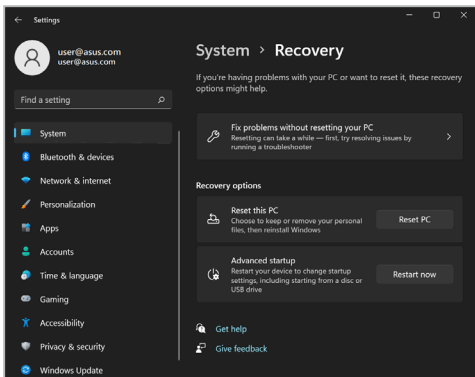 Settings
user@asus.com
user@asus.com
Find a setting
System
Bluetooth & devices
Network & internet
Personalization
Apps
Accounts
Time & language
Gaming
Accessibility
Privacy & security
Windows Update
System > Recovery
If you're having problems with your PC or want to reset it, these recovery
options might help.
Fix problems without resetting your PC
Resetting can take a while — first, try resolving issues by
running a troubleshooter
Recovery options
Reset this PC
Choose to keep or remove your personal
files, then reinstall Windows
Reset PC
Advanced startup
Restart your device to change startup
settings, including starting from a disc or
USB drive
Restart now
Get help
Give feedback